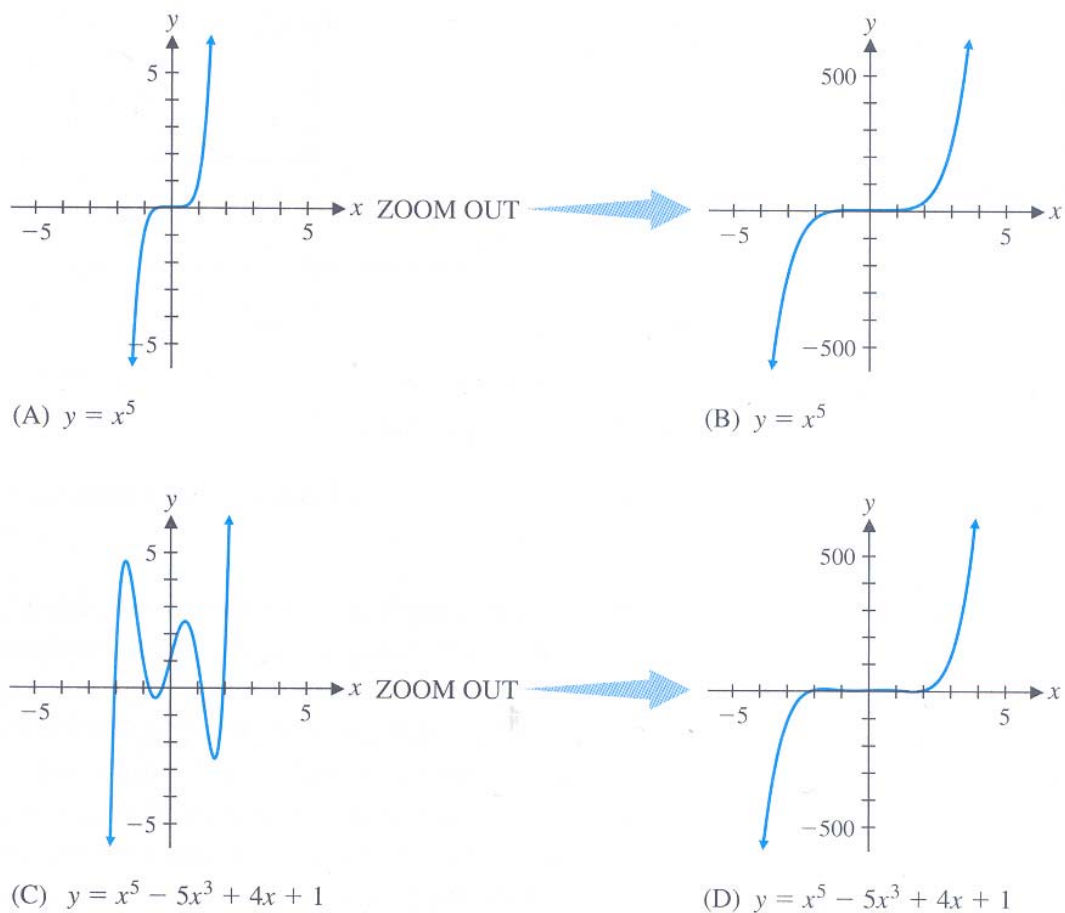 y y
5 500
x ZOOM OUT x
−5 5 −5 5
−5 −500
(A) y = x⁵ (B) y = x⁵
y y
5 500
x ZOOM OUT x
−5 5 −5 5
−5 −500
(C) y = x⁵ − 5x³ + 4x + 1 (D) y = x⁵ − 5x³ + 4x + 1